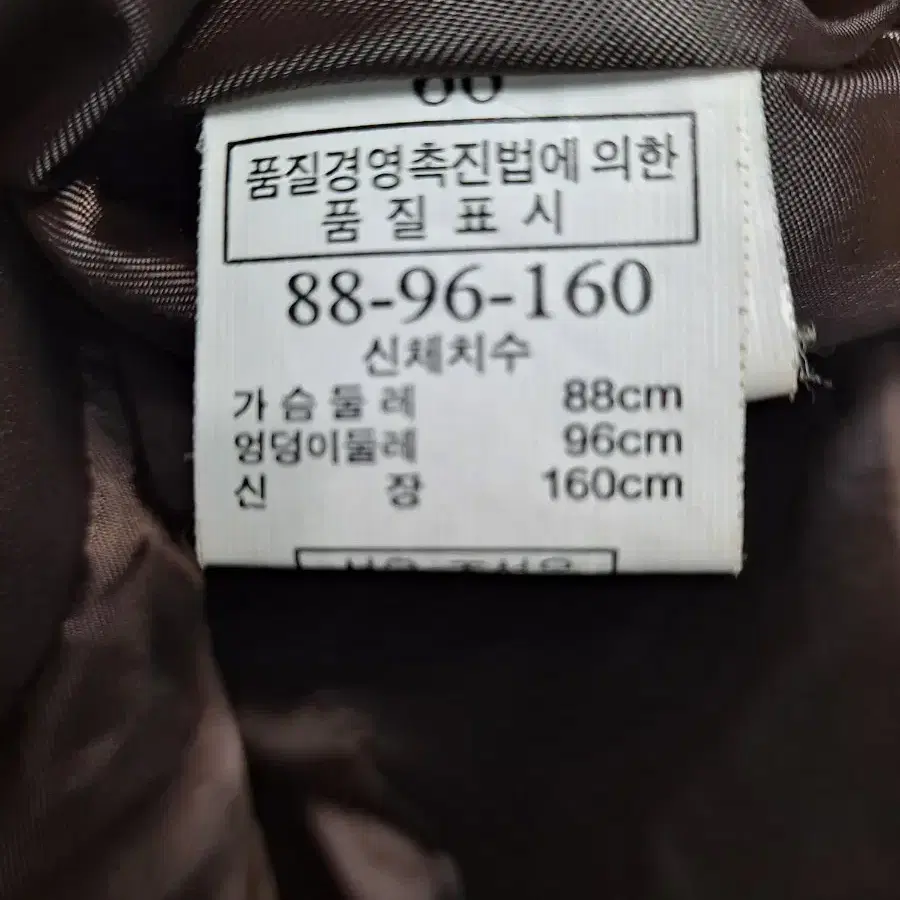 66
품질경영촉진법에 의한
품 질 표 시
88-96-160
신체치수
가 슴 둘 레 88cm
엉덩이둘레 96cm
신 장 160cm